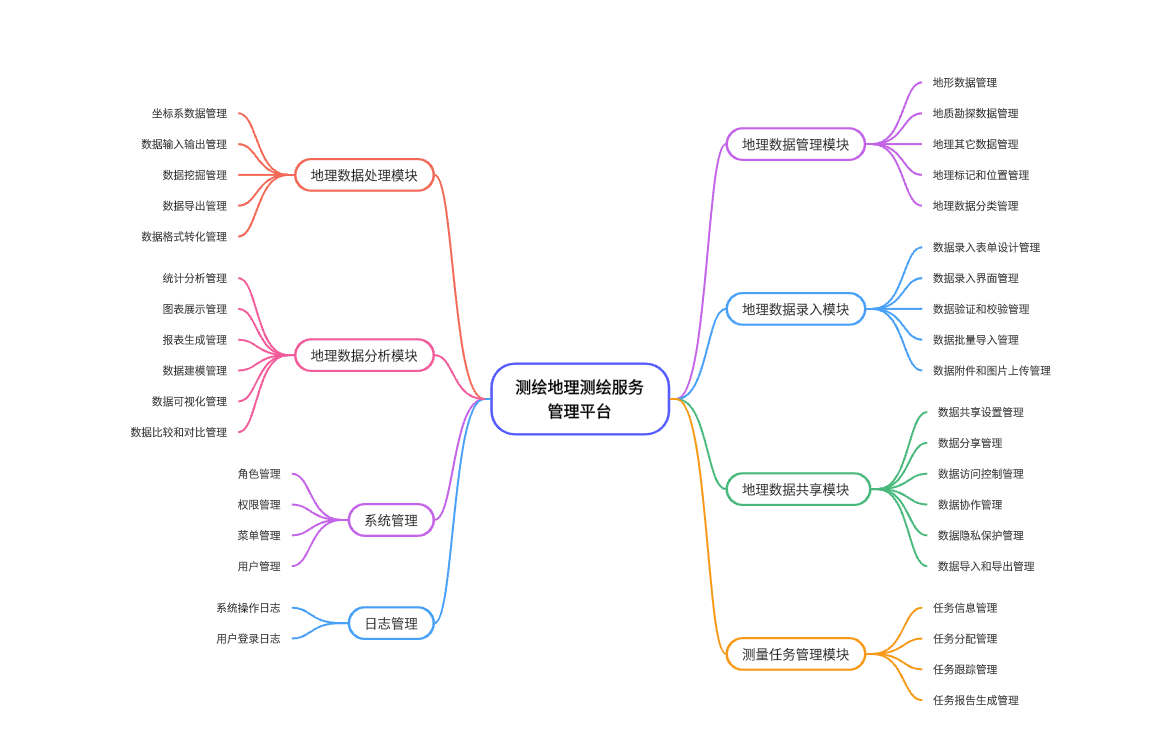 测绘地理测绘服务
管理平台
地理数据管理模块
地形数据管理
地质勘探数据管理
地理其它数据管理
地理标记和位置管理
地理数据分类管理
地理数据录入模块
数据录入表单设计管理
数据录入界面管理
数据验证和校验管理
数据批量导入管理
数据附件和图片上传管理
地理数据共享模块
数据共享设置管理
数据分享管理
数据访问控制管理
数据协作管理
数据隐私保护管理
数据导入和导出管理
测量任务管理模块
任务信息管理
任务分配管理
任务跟踪管理
任务报告生成管理
地理数据处理模块
坐标系数据管理
数据输入输出管理
数据挖掘管理
数据导出管理
数据格式转化管理
地理数据分析模块
统计分析管理
图表展示管理
报表生成管理
数据建模管理
数据可视化管理
数据比较和对比管理
系统管理
角色管理
权限管理
菜单管理
用户管理
日志管理
系统操作日志
用户登录日志